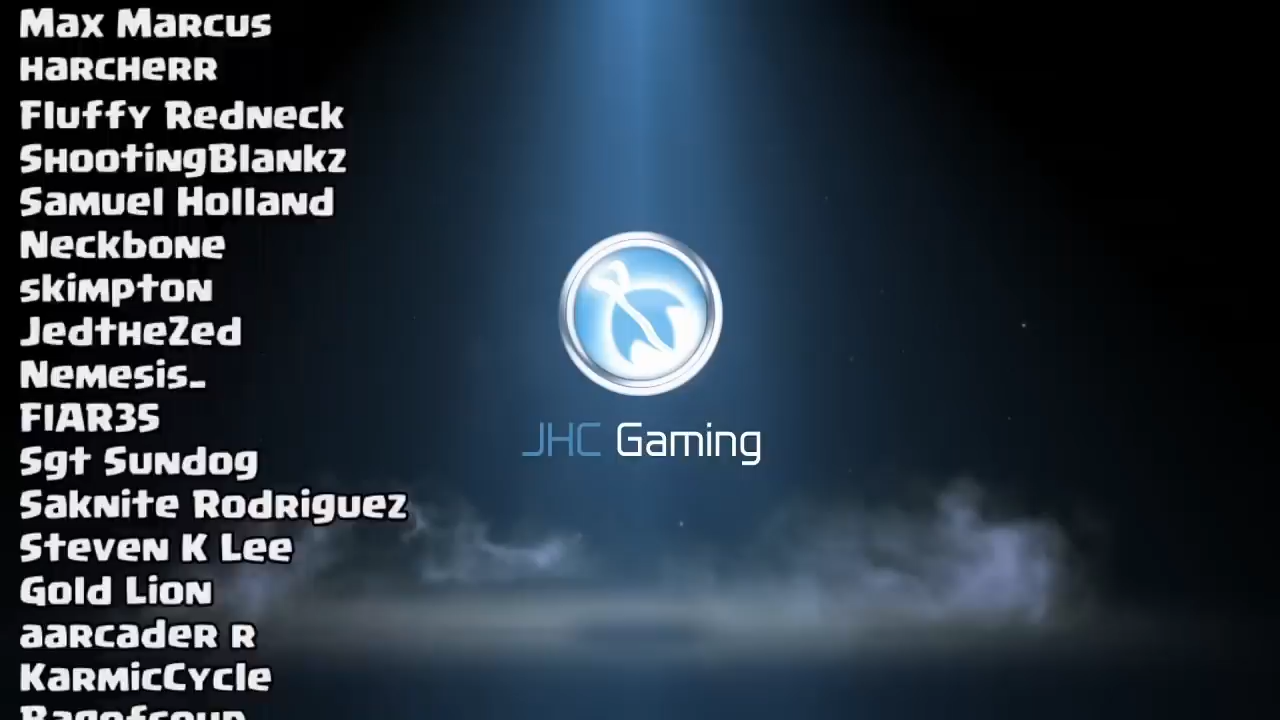 Max Marcus
Harcherr
Fluffy Redneck
ShootingBlankz
Samuel Holland
Neckbone
skimpton
JedtheZed
Nemesis_
FIAR35
Sgt Sundog
Saknite Rodriguez
Steven K Lee
Gold Lion
aarcader r
KarmicCycle
JHC Gaming